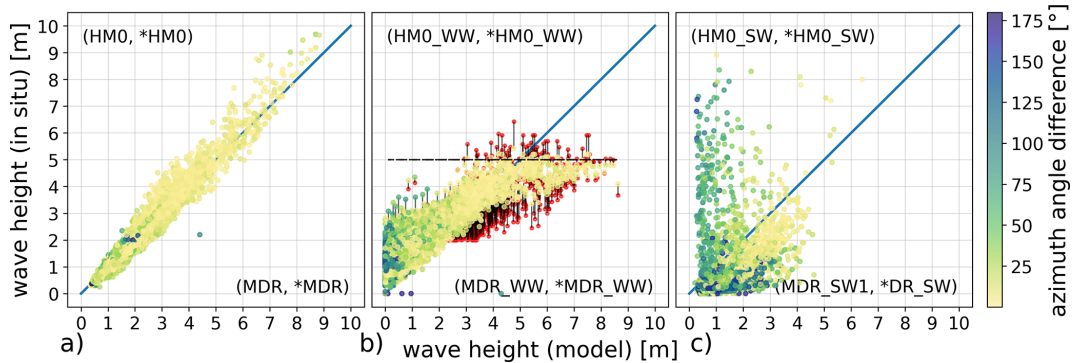 (HM0, *HM0)
(HM0_WW, *HM0_WW)
(HM0_SW, *HM0_SW)
(MDR, *MDR)
(MDR_WW, *MDR_WW)
(MDR_SW1, *DR_SW)
wave height (in situ) [m]
10
9
8
7
6
5
4
3
2
1
0
0 1 2 3 4 5 6 7 8 9 10
0 1 2 3 4 5 6 7 8 9 10
0 1 2 3 4 5 6 7 8 9 10
a)
b)
c)
wave height (model) [m]
175
150
125
100
75
50
25
azimuth angle difference [°]